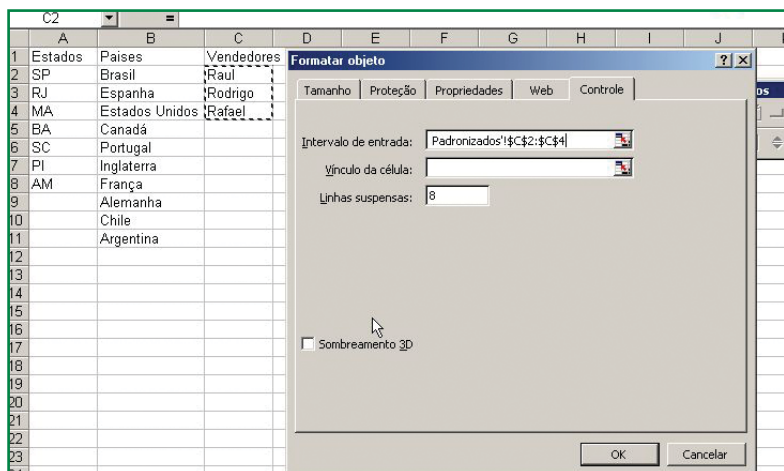 C2 =
A B C D E F G H I J
1 Estados Paises Vendedores
2 SP Brasil Raul
3 RJ Espanha Rodrigo
4 MA Estados Unidos Rafael
5 BA Canadá
6 SC Portugal
7 PI Inglaterra
8 AM França
9 Alemanha
10 Chile
11 Argentina
12
13
14
15
16
17
18
19
20
21
22
23
Formatar objeto
Tamanho Proteção Propriedades Web Controle
Intervalo de entrada: Padronizados'!$C$2:$C$4
Vínculo da célula:
Linhas suspensas: 8
Sombreamento 3D
OK Cancelar
os